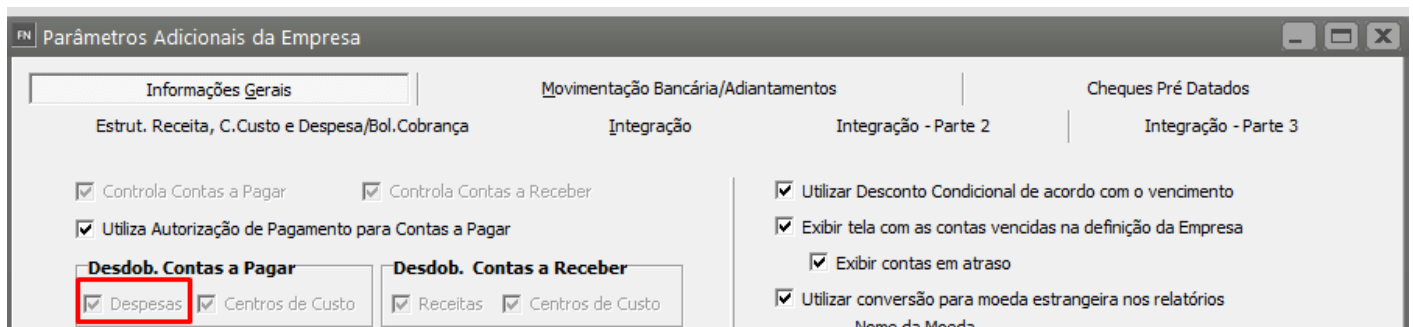 FN Parâmetros Adicionais da Empresa
Informações Gerais Movimentação Bancária/Adiantamentos Cheques Pré Datados
Estrut. Receita, C.Custo e Despesa/Bol.Cobrança Integração Integração - Parte 2 Integração - Parte 3
Controla Contas a Pagar Controla Contas a Receber
Utiliza Autorização de Pagamento para Contas a Pagar
Desdob. Contas a Pagar Desdob. Contas a Receber
Despesas Centros de Custo Receitas Centros de Custo
Utilizar Desconto Condicional de acordo com o vencimento
Exibir tela com as contas vencidas na definição da Empresa
Exibir contas em atraso
Utilizar conversão para moeda estrangeira nos relatórios
Nome da Moeda